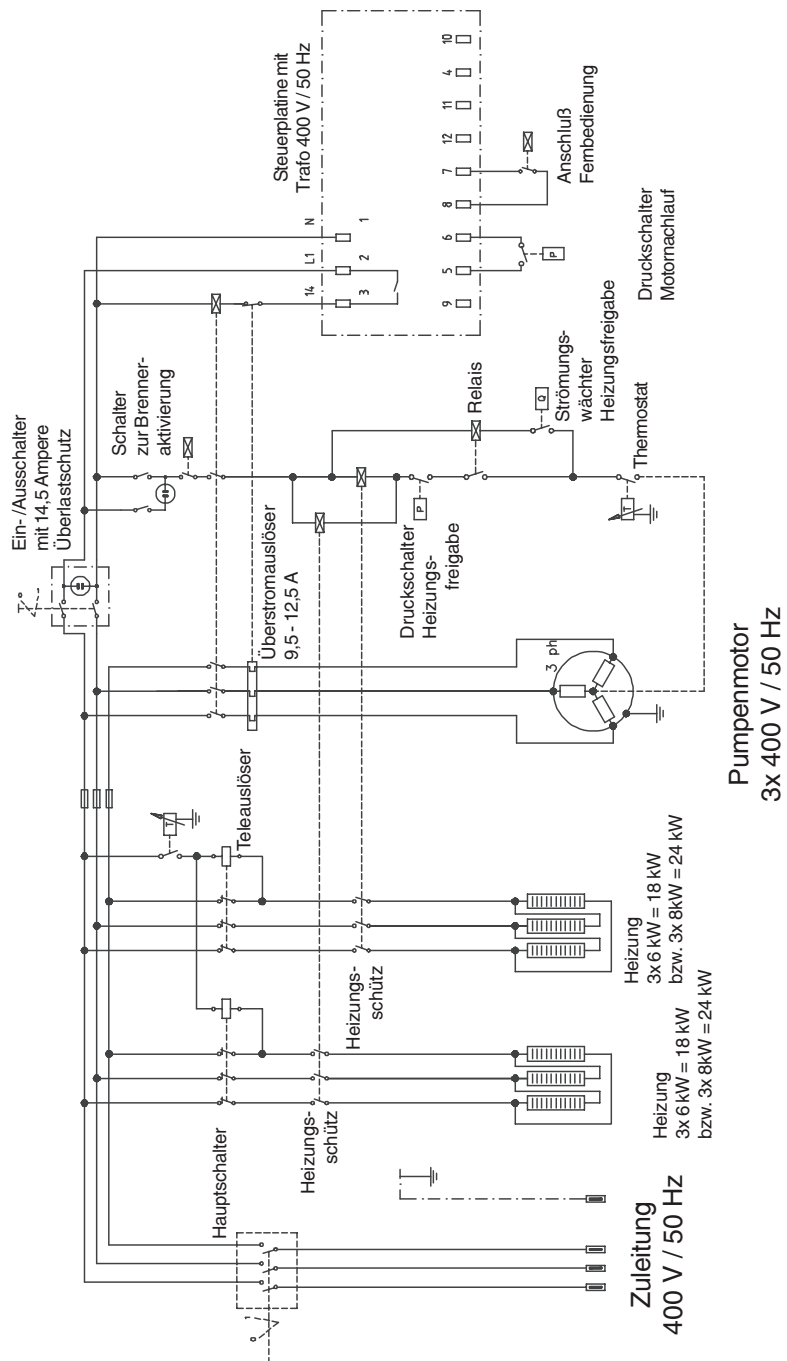 Zuleitung
400 V / 50 Hz
Hauptschalter
Heizungs-
schütz
Heizung
3x 6 kW = 18 kW
bzw. 3x 8kW = 24 kW
Heizungs-
schütz
Heizung
3x 6 kW = 18 kW
bzw. 3x 8kW = 24 kW
Teleauslöser
T
Ein- /Ausschalter
mit 14,5 Ampere
Überlastschutz
Überstromauslöser
9,5 - 12,5 A
3 ph
Pumpenmotor
3x 400 V / 50 Hz
Schalter
zur Brenner-
aktivierung
Druckschalter
Heizungs-
freigabe
P
Relais
Q
Strömungs-
wächter
Heizungsfreigabe
Thermostat
T
Steuerplatine mit
Trafo 400 V / 50 Hz
14 L1 N
3 2 1
9 5 6 8 7 12 11 4 10
P
Druckschalter
Motornachlauf
Anschluß
Fernbedienung